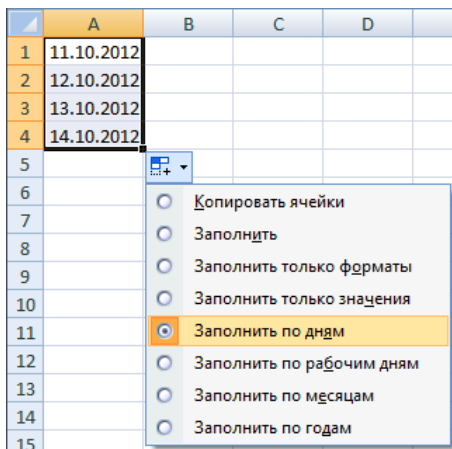 A B C D
1 11.10.2012
2 12.10.2012
3 13.10.2012
4 14.10.2012
5
6 Копировать ячейки
7 Заполнить
8
9 Заполнить только форматы
10 Заполнить только значения
11 Заполнить по дням
12 Заполнить по рабочим дням
13 Заполнить по месяцам
14 Заполнить по годам
15